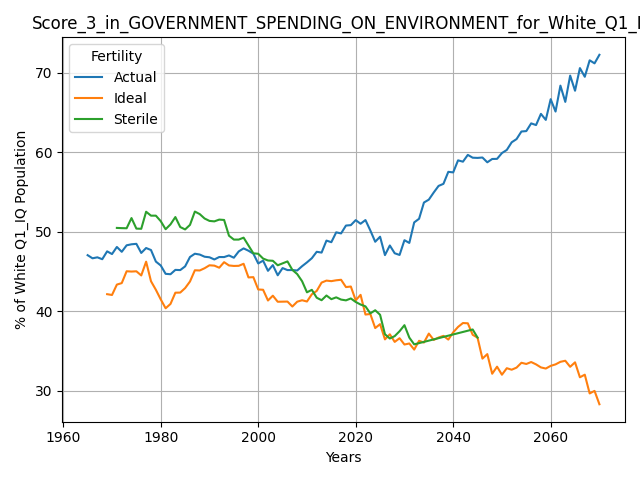 Score_3_in_GOVERNMENT_SPENDING_ON_ENVIRONMENT_for_White_Q1_I
Fertility
Actual
Ideal
Sterile
% of White Q1_IQ Population
70
60
50
40
30
1960
1980
2000
2020
2040
2060
Years